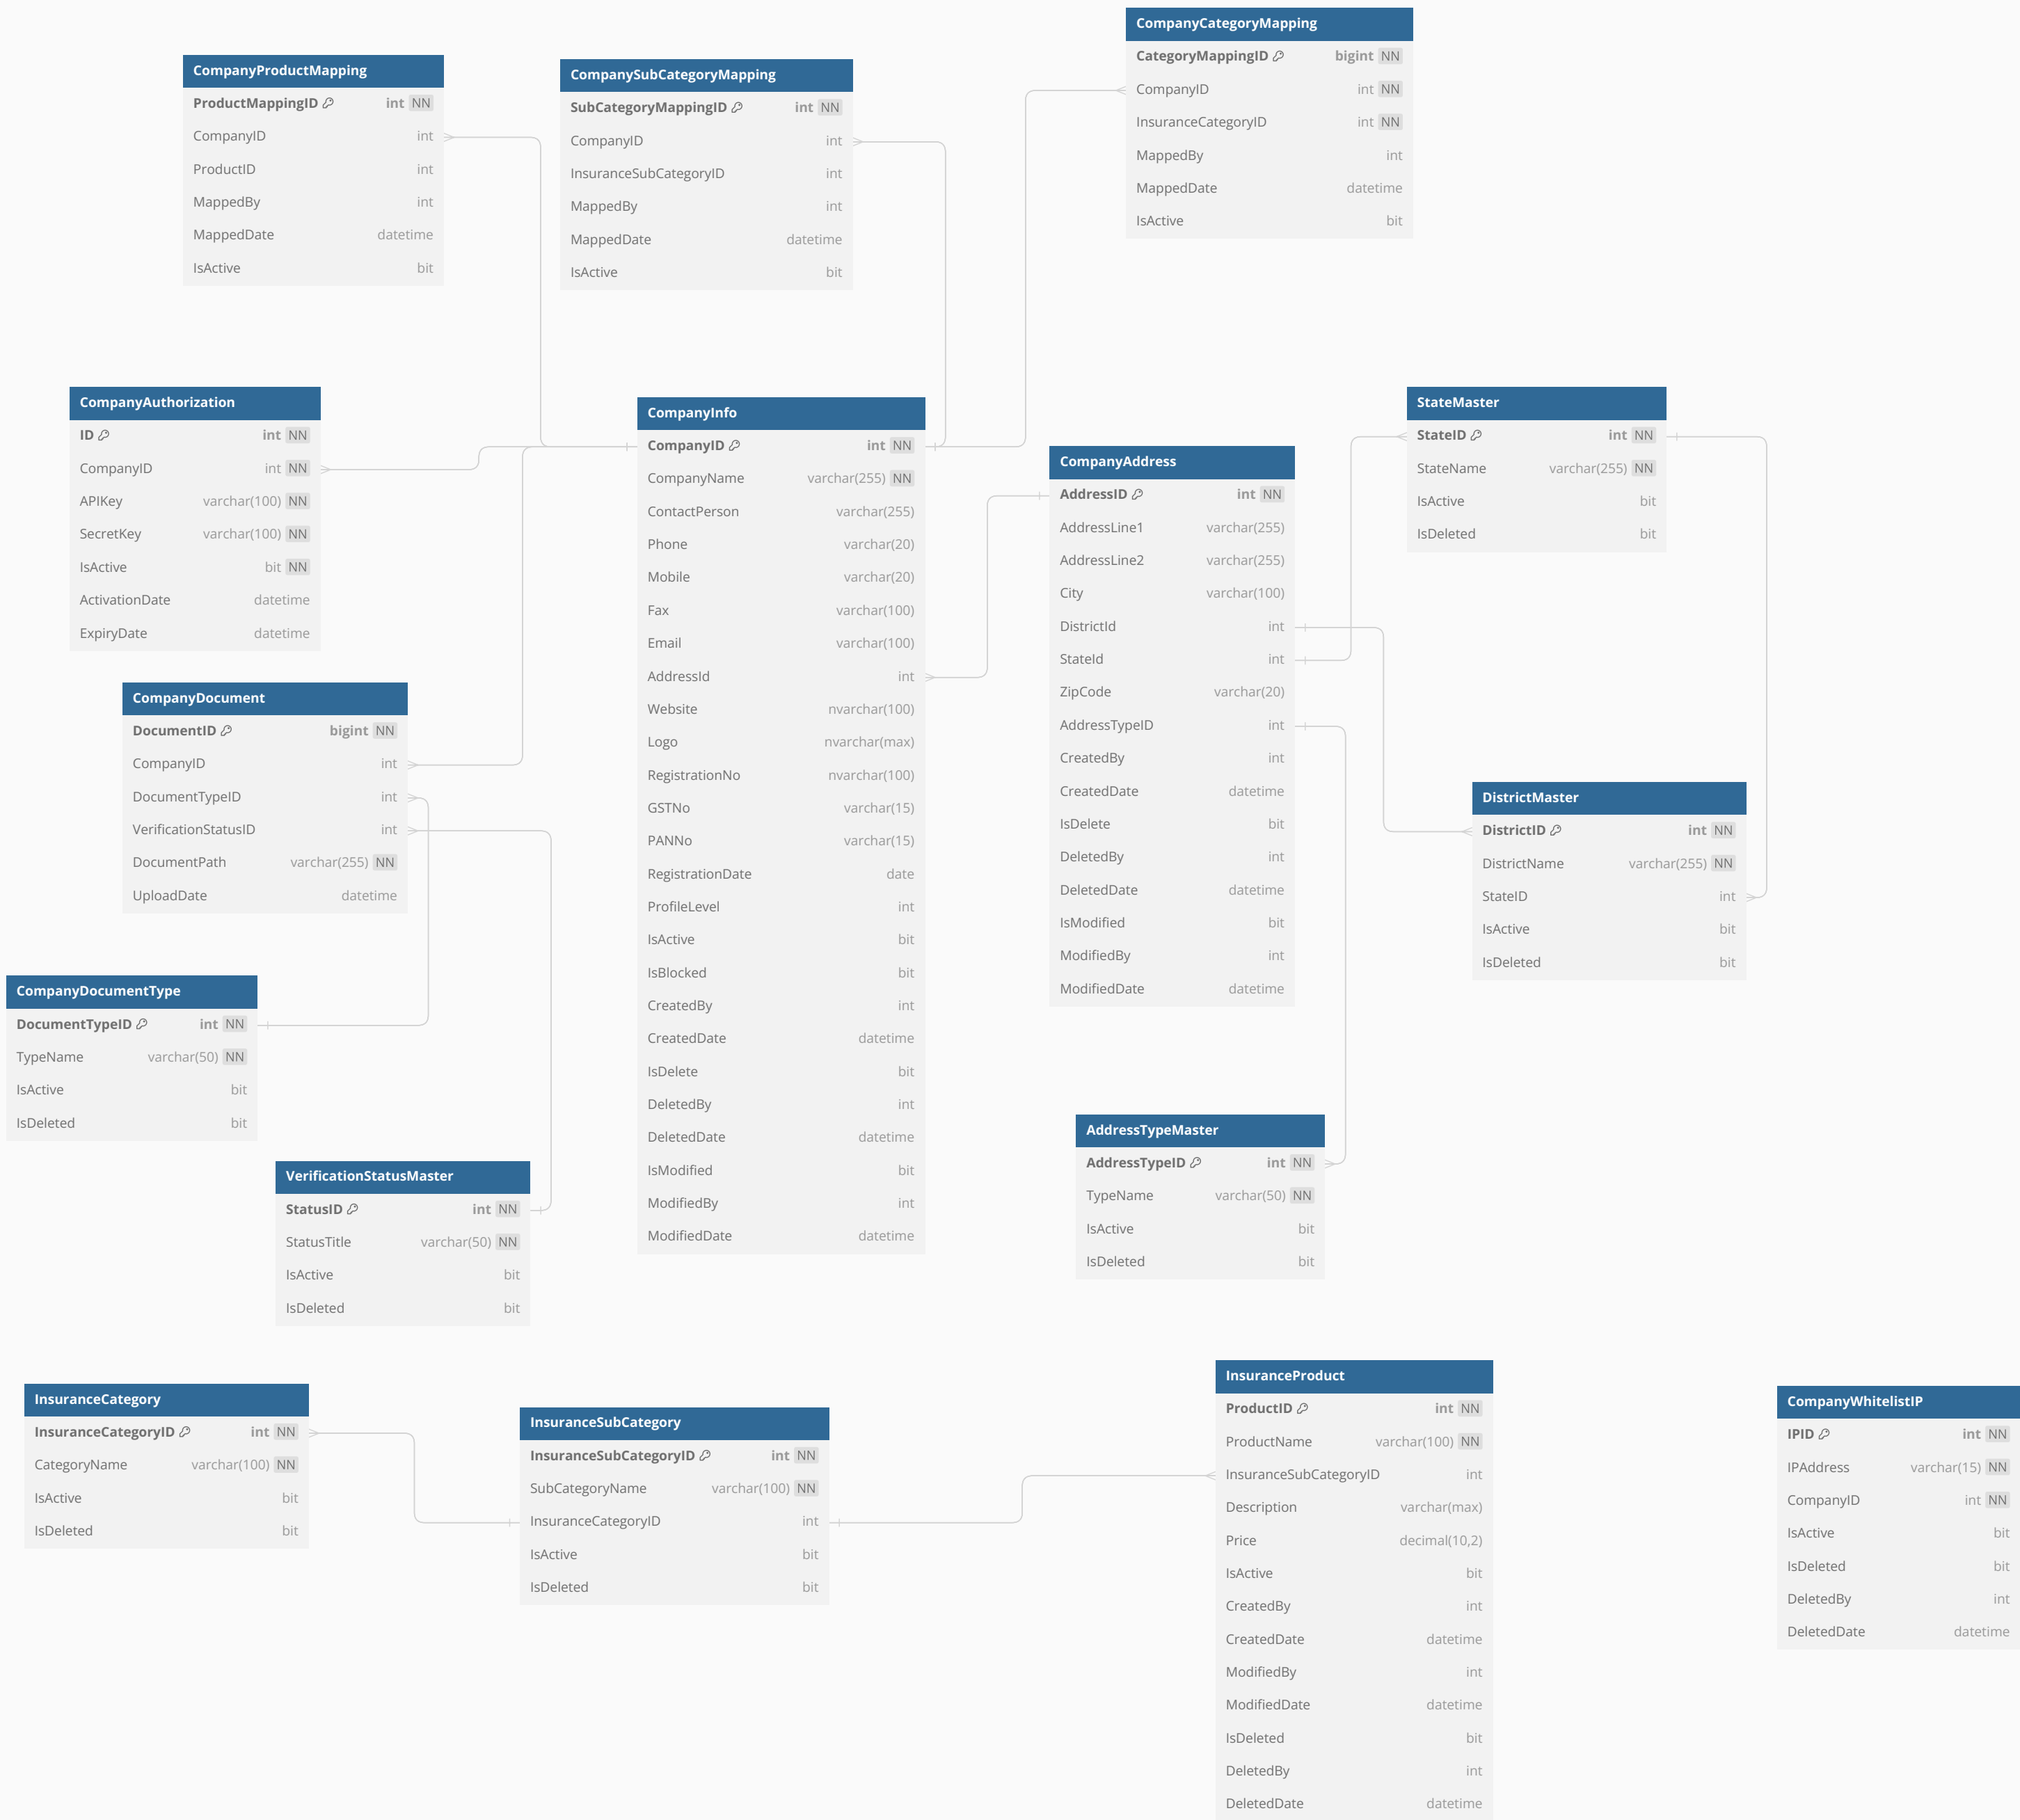 CompanyProductMapping
ProductMappingID int NN
CompanyID int
ProductID int
MappedBy int
MappedDate datetime
IsActive bit
CompanySubCategoryMapping
SubCategoryMappingID int NN
CompanyID int
InsuranceSubCategoryID int
MappedBy int
MappedDate datetime
IsActive bit
CompanyCategoryMapping
CategoryMappingID bigint NN
CompanyID int NN
InsuranceCategoryID int NN
MappedBy int
MappedDate datetime
IsActive bit
CompanyAuthorization
ID int NN
CompanyID int NN
APIKey varchar(100) NN
SecretKey varchar(100) NN
IsActive bit NN
ActivationDate datetime
ExpiryDate datetime
CompanyInfo
CompanyID int NN
CompanyName varchar(255) NN
ContactPerson varchar(255)
Phone varchar(20)
Mobile varchar(20)
Fax varchar(100)
Email varchar(100)
AddressId int
Website nvarchar(100)
Logo nvarchar(max)
RegistrationNo nvarchar(100)
GSTNo varchar(15)
PANNo varchar(15)
RegistrationDate date
ProfileLevel int
IsActive bit
IsBlocked bit
CreatedBy int
CreatedDate datetime
IsDelete bit
DeletedBy int
DeletedDate datetime
IsModified bit
ModifiedBy int
ModifiedDate datetime
CompanyAddress
AddressID int NN
AddressLine1 varchar(255)
AddressLine2 varchar(255)
City varchar(100)
DistrictId int
StateId int
ZipCode varchar(20)
AddressTypeID int
CreatedBy int
CreatedDate datetime
IsDelete bit
DeletedBy int
DeletedDate datetime
IsModified bit
ModifiedBy int
ModifiedDate datetime
StateMaster
StateID int NN
StateName varchar(255) NN
IsActive bit
IsDeleted bit
CompanyDocument
DocumentID bigint NN
CompanyID int
DocumentTypeID int
VerificationStatusID int
DocumentPath varchar(255) NN
UploadDate datetime
DistrictMaster
DistrictID int NN
DistrictName varchar(255) NN
StateID int
IsActive bit
IsDeleted bit
CompanyDocumentType
DocumentTypeID int NN
TypeName varchar(50) NN
IsActive bit
IsDeleted bit
VerificationStatusMaster
StatusID int NN
StatusTitle varchar(50) NN
IsActive bit
IsDeleted bit
AddressTypeMaster
AddressTypeID int NN
TypeName varchar(50) NN
IsActive bit
IsDeleted bit
InsuranceCategory
InsuranceCategoryID int NN
CategoryName varchar(100) NN
IsActive bit
IsDeleted bit
InsuranceSubCategory
InsuranceSubCategoryID int NN
SubCategoryName varchar(100) NN
InsuranceCategoryID int
IsActive bit
IsDeleted bit
InsuranceProduct
ProductID int NN
ProductName varchar(100) NN
InsuranceSubCategoryID int
Description varchar(max)
Price decimal(10,2)
IsActive bit
CreatedBy int
CreatedDate datetime
ModifiedBy int
ModifiedDate datetime
IsDeleted bit
DeletedBy int
DeletedDate datetime
CompanyWhitelistIP
IPID int NN
IPAddress varchar(15) NN
CompanyID int NN
IsActive bit
IsDeleted bit
DeletedBy int
DeletedDate datetime